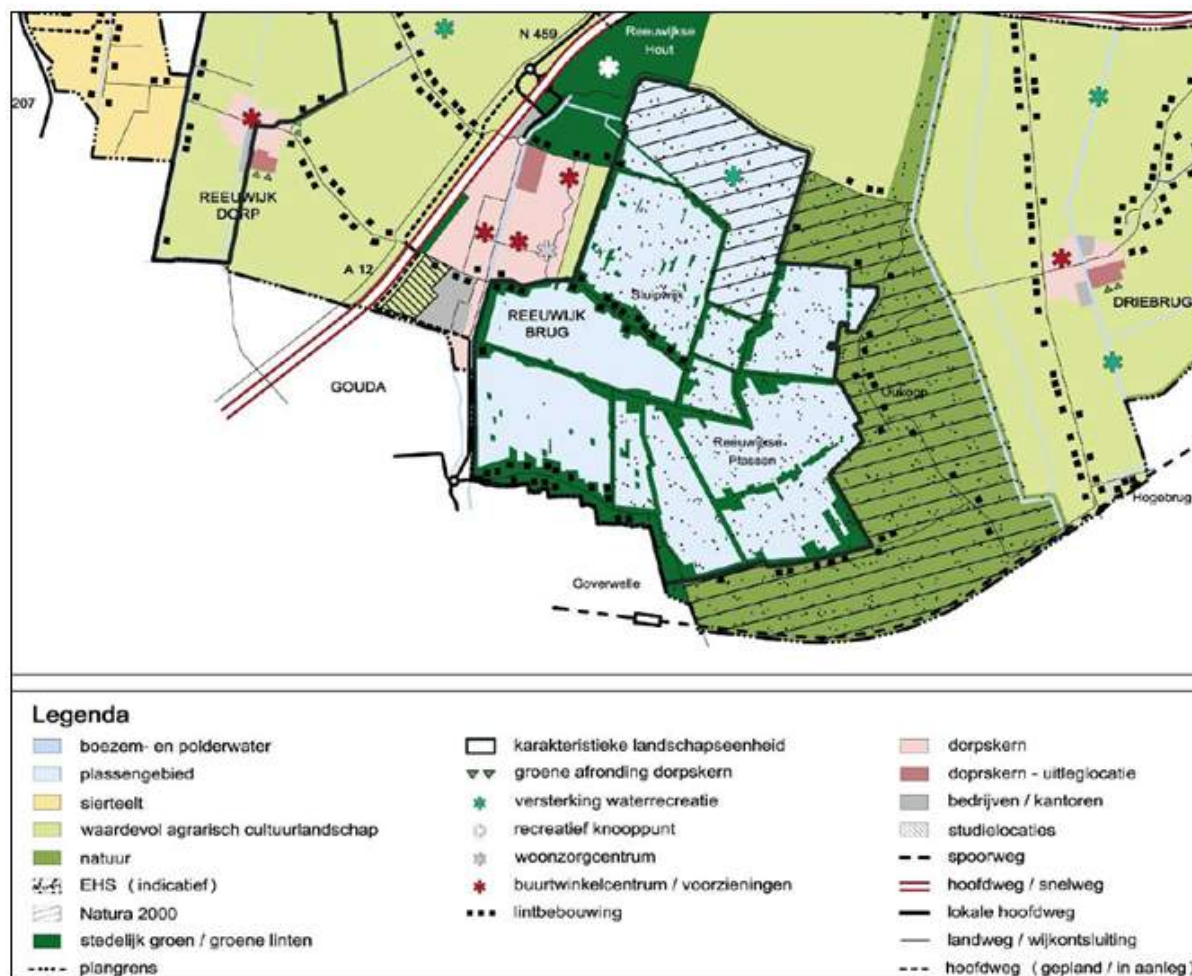 N 459
Reeuwijkse
Hout
207
REEUWIJK
DORP
A 12
Sluipwijk
REEUWIJK
BRUG
DRIEBRUG
GOUDA
Oukoop
Reeuwijkse
Plassen
Hogebrug
Goverwelle
Legenda
boezem- en polderwater
plassengebied
sierteelt
waardevol agrarisch cultuurlandschap
natuur
EHS (indicatief)
Natura 2000
stedelijk groen / groene linten
plangrens
karakteristieke landschapseenheid
groene afronding dorpskern
versterking waterrecreatie
recreatief knooppunt
woonzorgcentrum
buurtwinkelcentrum / voorzieningen
lintbebouwing
dorpskern
doprskern - uitleglocatie
bedrijven / kantoren
studielocaties
spoorweg
hoofdweg / snelweg
lokale hoofdweg
landweg / wijkontsluiting
hoofdweg (gepland / in aanleg)